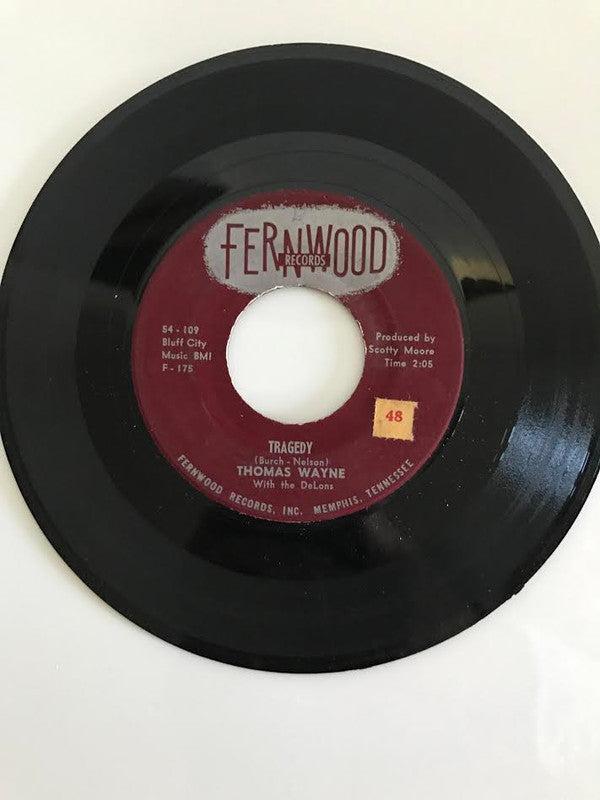 FERNWOOD
RECORDS
54 - 109
Bluff City
Music BMI
F - 175
Produced by
Scotty Moore
Time 2:05
48
TRAGEDY
(Burch - Nelson)
THOMAS WAYNE
With the DeLons
FERNWOOD RECORDS, INC. MEMPHIS, TENNESSEE